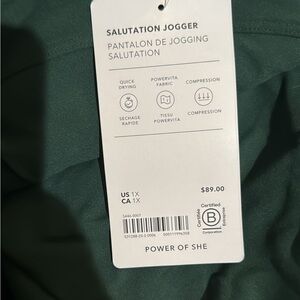 SALUTATION JOGGER
PANTALON DE JOGGING
SALUTATION
QUICK
DRYING
POWERVITA
FABRIC
COMPRESSION
SÉCHAGE
RAPIDE
TISSU
POWERVITA
COMPRESSION
US 1X
CA 1X
$89.00
Certified
B
Corporation
POWER OF SHE